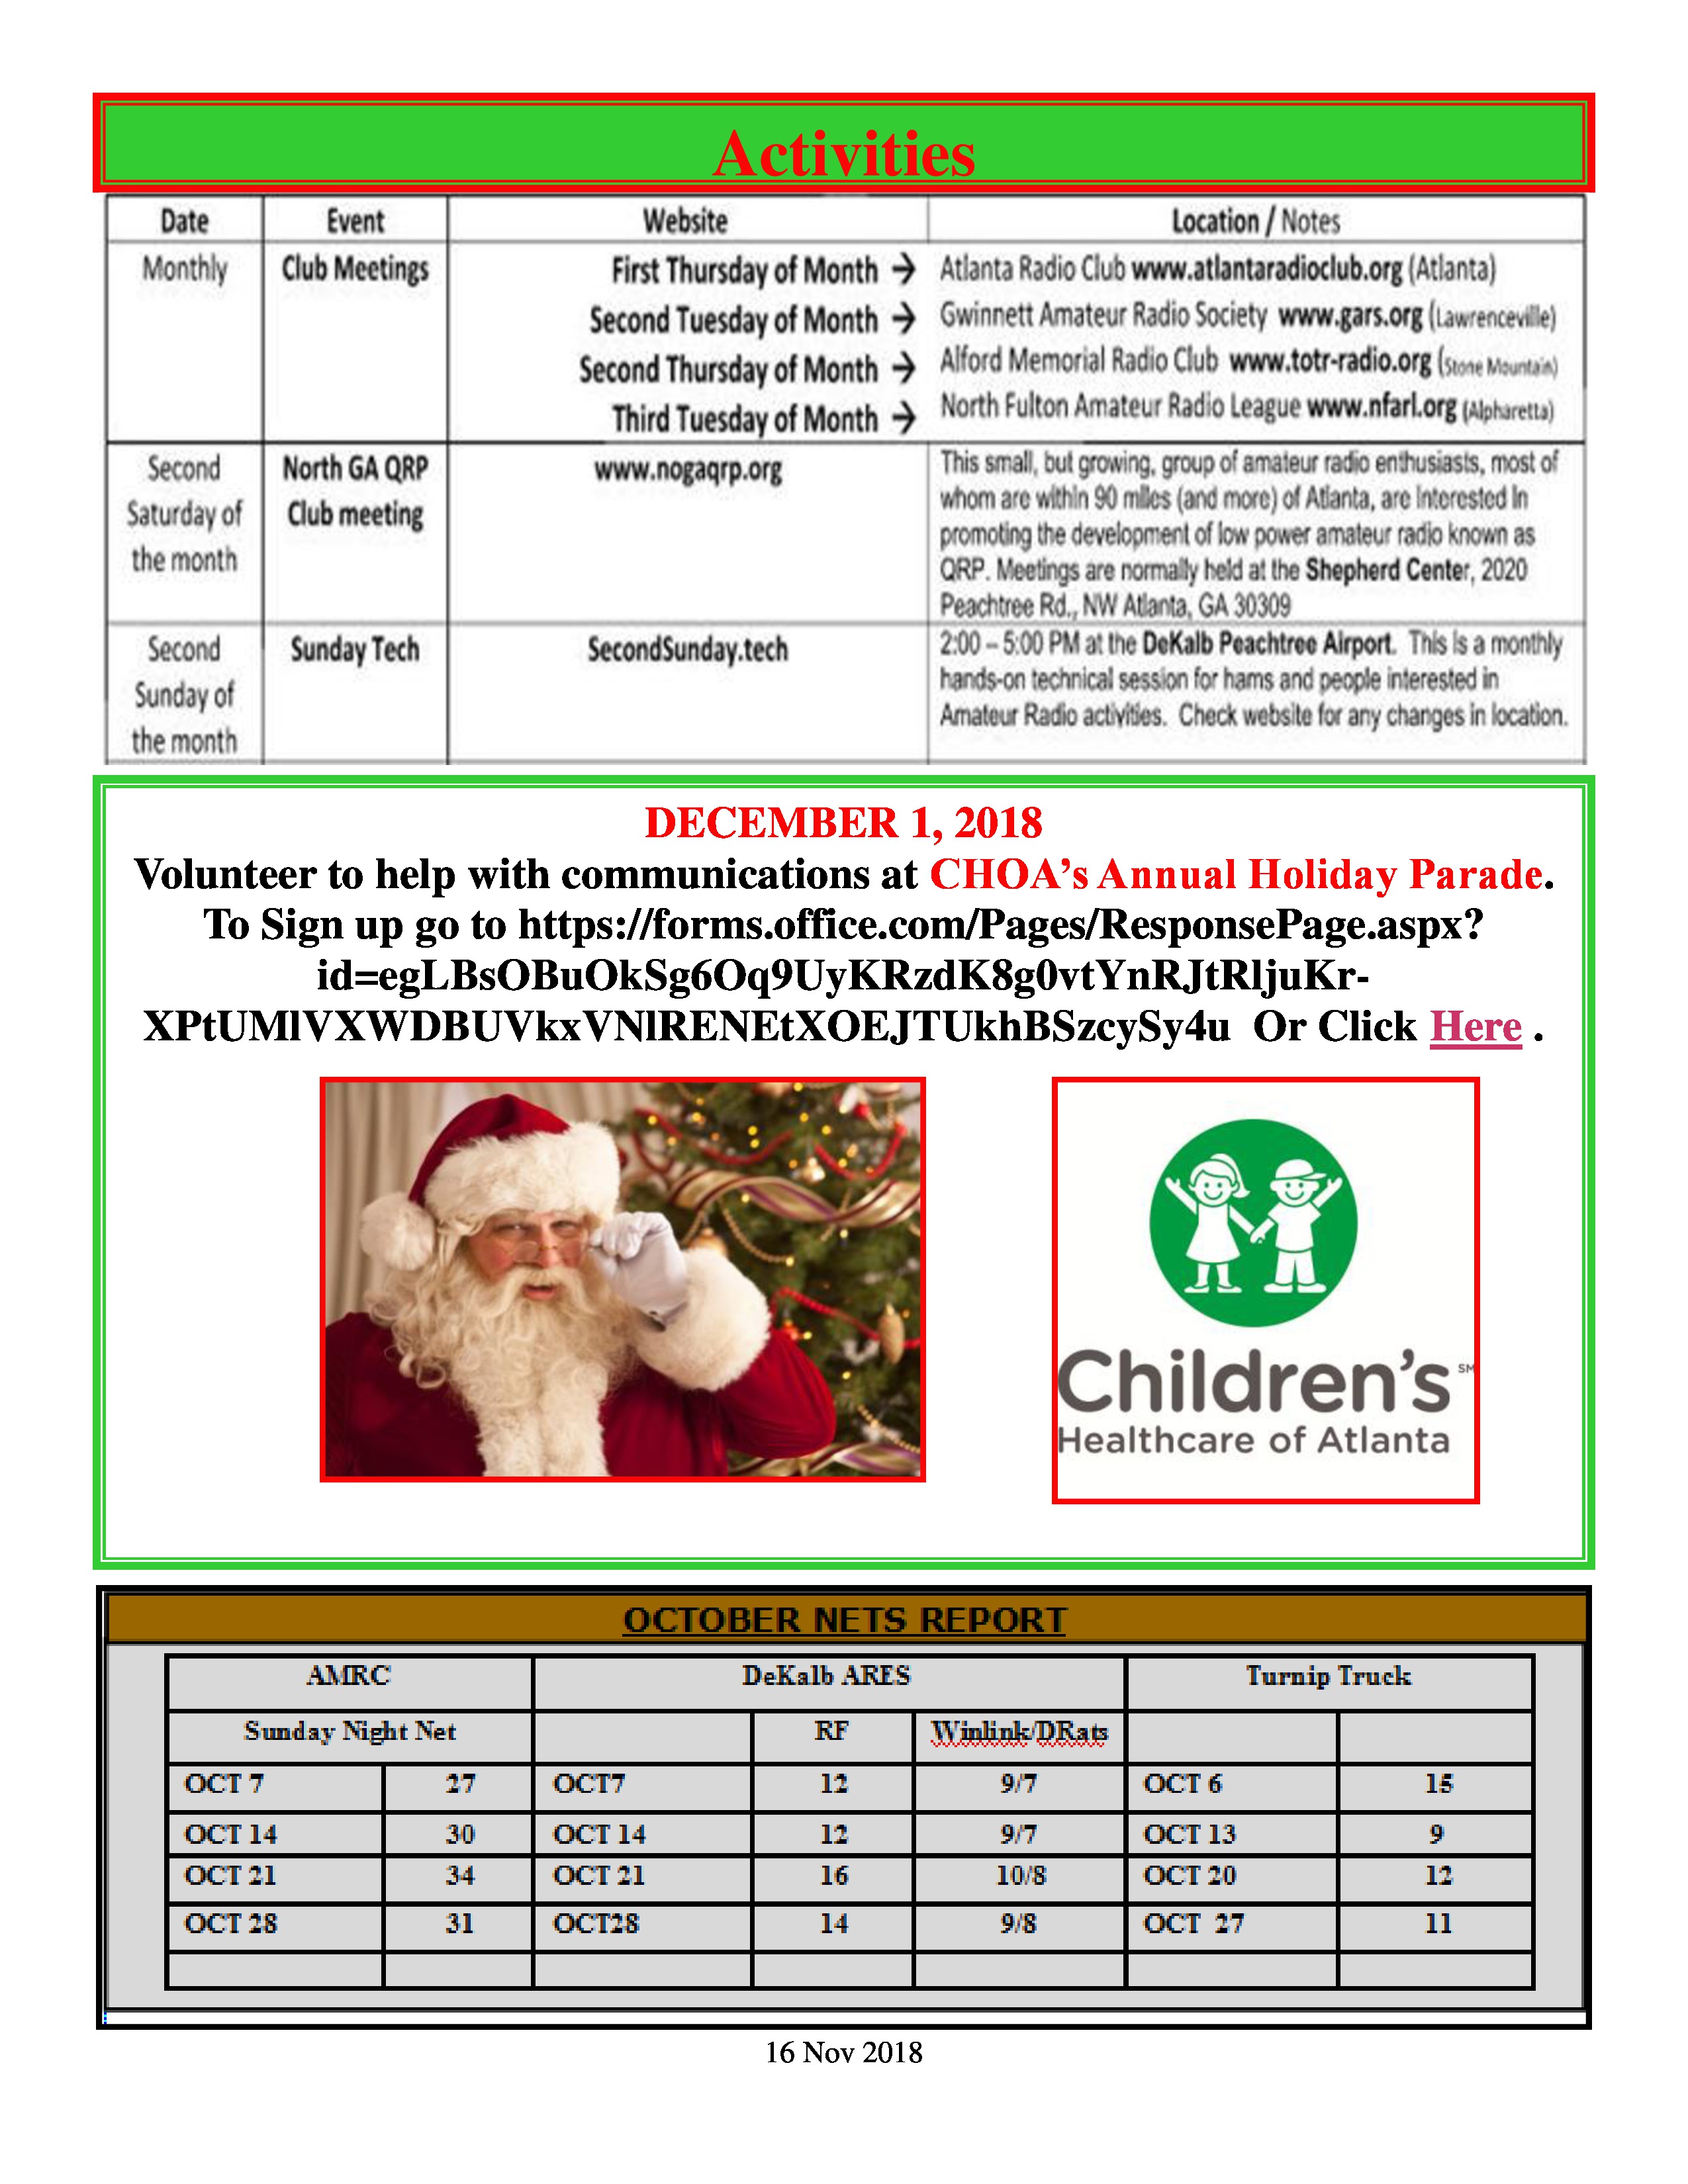 Activities
Date Event Website Location / Notes
Monthly Club Meetings First Thursday of Month → Atlanta Radio Club www.atlantaradioclub.org (Atlanta)
Second Tuesday of Month → Gwinnett Amateur Radio Society www.gars.org (Lawrenceville)
Second Thursday of Month → Alford Memorial Radio Club www.totr-radio.org (Stone Mountain)
Third Tuesday of Month → North Fulton Amateur Radio League www.nfarl.org (Alpharetta)
Second
Saturday of
the month
North GA QRP
Club meeting
www.nogaqrp.org
This small, but growing, group of amateur radio enthusiasts, most of
whom are within 90 miles (and more) of Atlanta, are interested in
promoting the development of low power amateur radio known as
QRP. Meetings are normally held at the Shepherd Center, 2020
Peachtree Rd., NW Atlanta, GA 30309
Second
Sunday of
the month
Sunday Tech
SecondSunday.tech
2:00 – 5:00 PM at the DeKalb Peachtree Airport. This is a monthly
hands-on technical session for hams and people interested in
Amateur Radio activities. Check website for any changes in location.
DECEMBER 1, 2018
Volunteer to help with communications at CHOA’s Annual Holiday Parade.
To Sign up go to https://forms.office.com/Pages/ResponsePage.aspx?
id=egLBsOBuOkSg6Oq9UyKRzdK8g0vtYnRJtRljuKr-
XPtUMlVXWDBUVkxVNlRENEtXOEJTUkhBSzcySy4u Or Click Here .
Children’s SM
Healthcare of Atlanta
OCTOBER NETS REPORT
AMRC DeKalb ARES Turnip Truck
Sunday Night Net RF Winlink/DRats
OCT 7 27 OCT7 12 9/7 OCT 6 15
OCT 14 30 OCT 14 12 9/7 OCT 13 9
OCT 21 34 OCT 21 16 10/8 OCT 20 12
OCT 28 31 OCT28 14 9/8 OCT 27 11
16 Nov 2018